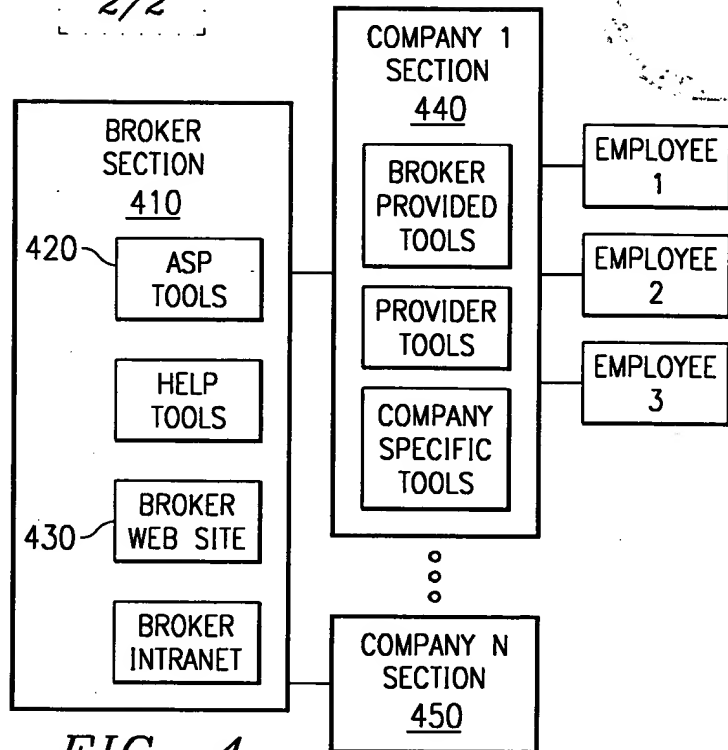 2/2
BROKER
SECTION
410
420
ASP
TOOLS
HELP
TOOLS
430
BROKER
WEB SITE
BROKER
INTRANET
COMPANY 1
SECTION
440
BROKER
PROVIDED
TOOLS
PROVIDER
TOOLS
COMPANY
SPECIFIC
TOOLS
COMPANY N
SECTION
450
EMPLOYEE
1
EMPLOYEE
2
EMPLOYEE
3
FIG. 4